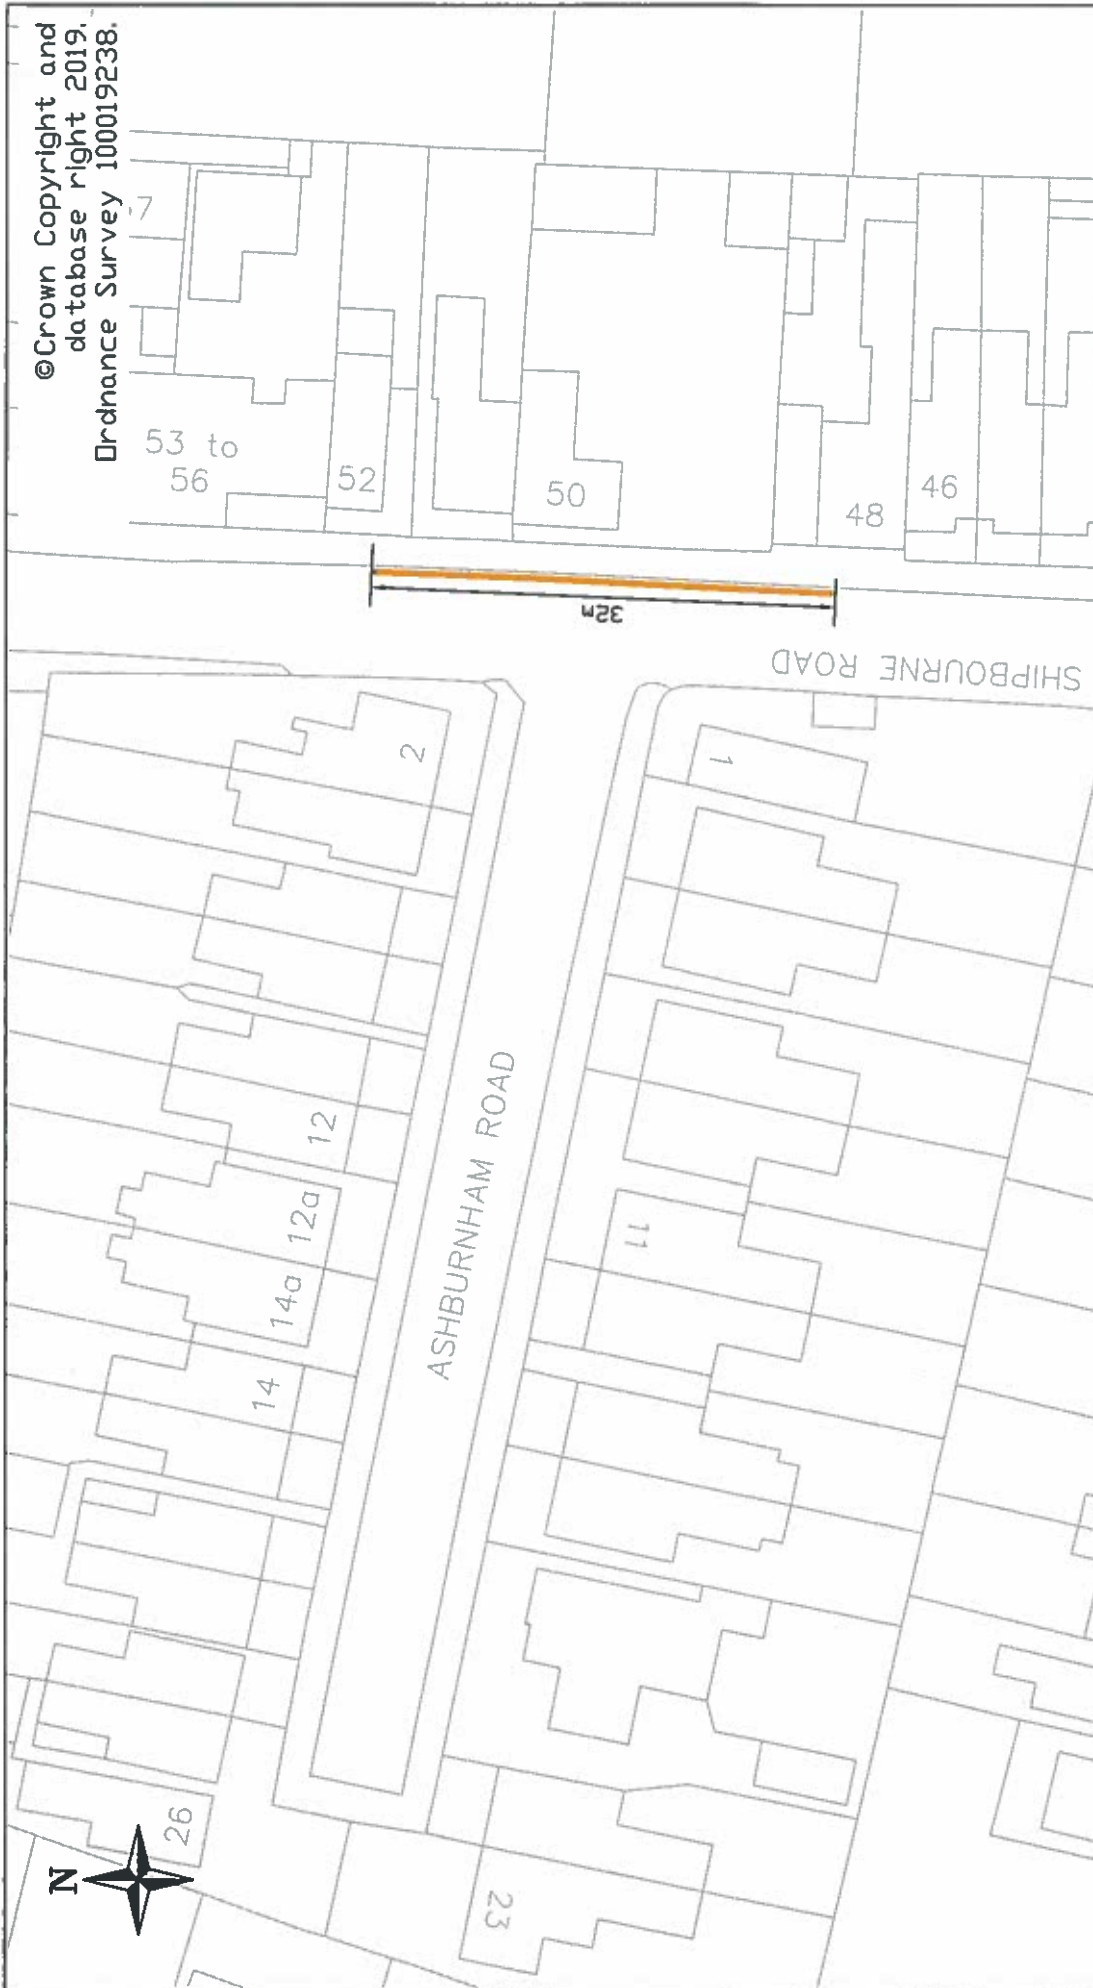 ©Crown Copyright and
database right 2019.
Ordnance Survey 100019238.
53 to
56
52
50
48
46
32m
SHIPBOURNE ROAD
2
1
12
12a
14a
14
11
ASHBURNHAM ROAD
26
23
N